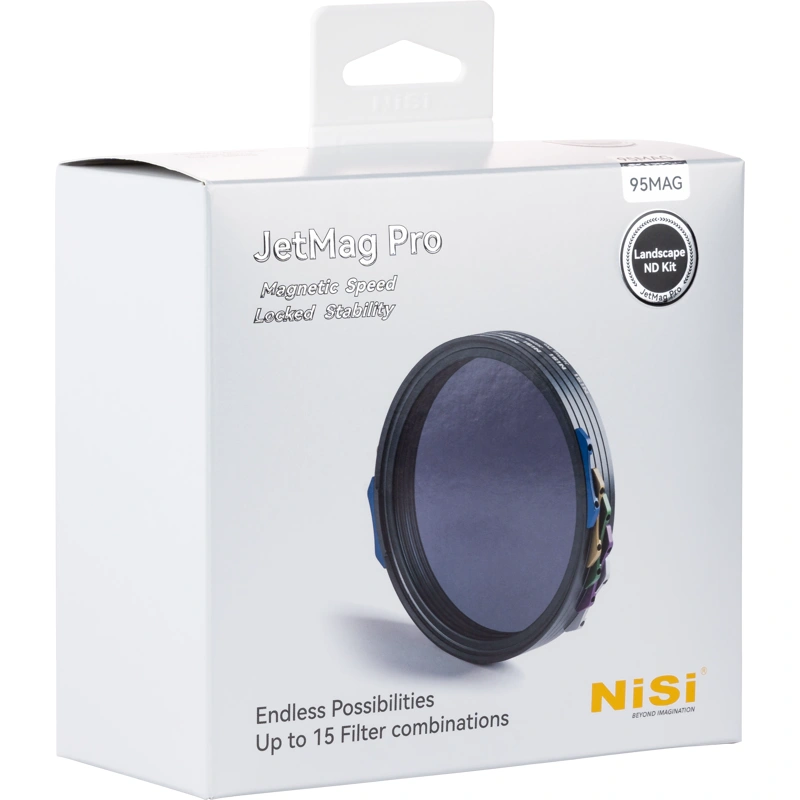 NiSi
95MAG
95MAG
JetMag Pro
Landscape
ND Kit
JetMag Pro
Magnetic Speed
Locked Stability
NiSi
Endless Possibilities
Up to 15 Filter combinations
NiSi®
BEYOND IMAGINATION